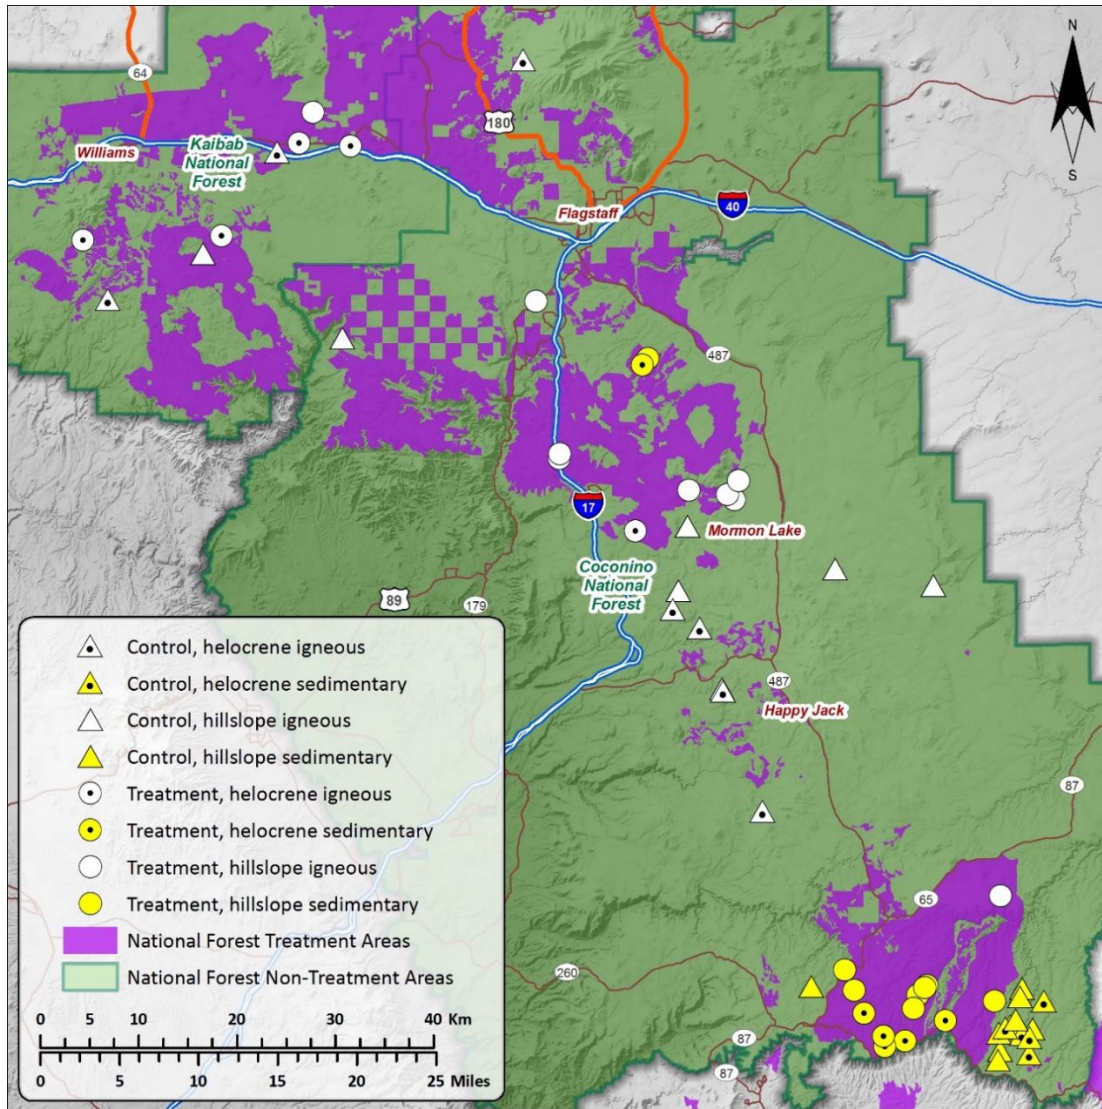 N
S
64
180
Williams
Kaibab
National
Forest
Flagstaff
40
487
17
Mormon Lake
Coconino
National
Forest
89
179
487
Happy Jack
87
65
260
87
87
Control, helocrene igneous
Control, helocrene sedimentary
Control, hillslope igneous
Control, hillslope sedimentary
Treatment, helocrene igneous
Treatment, helocrene sedimentary
Treatment, hillslope igneous
Treatment, hillslope sedimentary
National Forest Treatment Areas
National Forest Non-Treatment Areas
0 5 10 20 30 40 Km
0 5 10 15 20 25 Miles